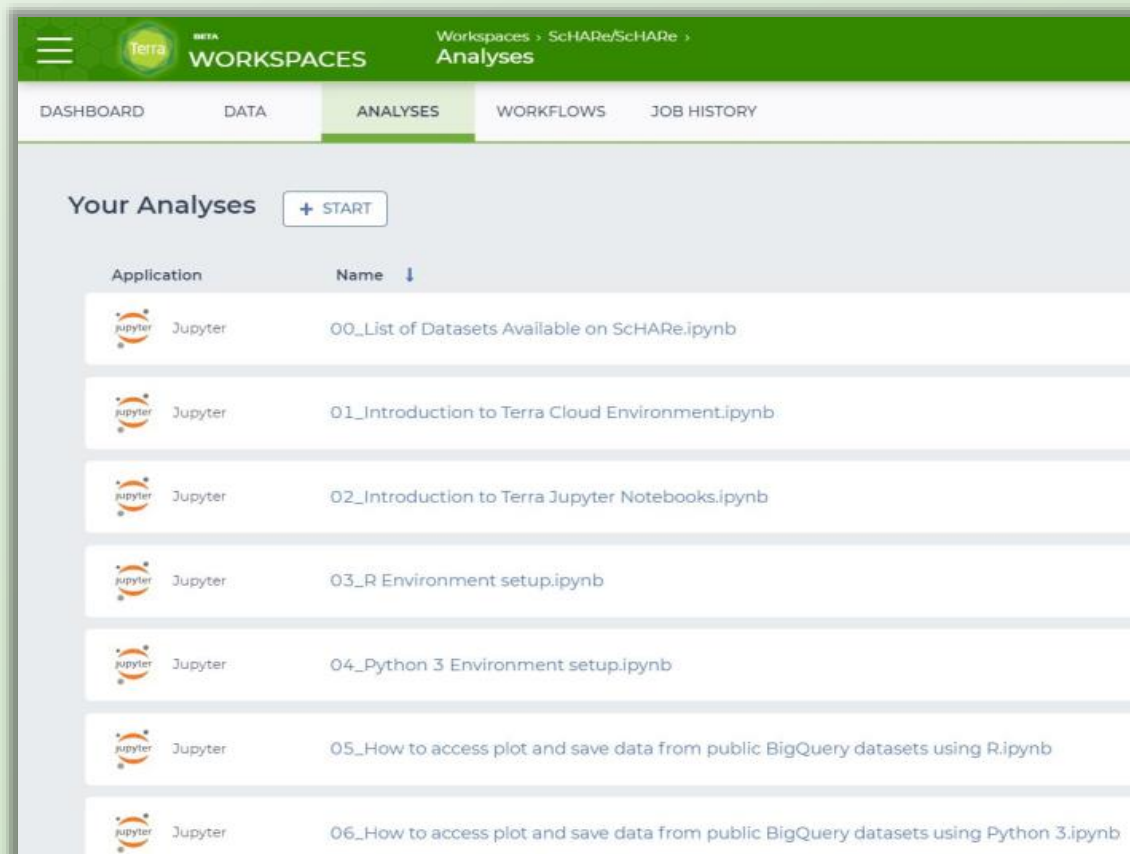 Terra
BETA
WORKSPACES
Workspaces › ScHARe/ScHARe ›
Analyses
DASHBOARD DATA ANALYSES WORKFLOWS JOB HISTORY
Your Analyses + START
Application Name ↓
jupyter Jupyter 00_List of Datasets Available on ScHARe.ipynb
jupyter Jupyter 01_Introduction to Terra Cloud Environment.ipynb
jupyter Jupyter 02_Introduction to Terra Jupyter Notebooks.ipynb
jupyter Jupyter 03_R Environment setup.ipynb
jupyter Jupyter 04_Python 3 Environment setup.ipynb
jupyter Jupyter 05_How to access plot and save data from public BigQuery datasets using R.ipynb
jupyter Jupyter 06_How to access plot and save data from public BigQuery datasets using Python 3.ipynb